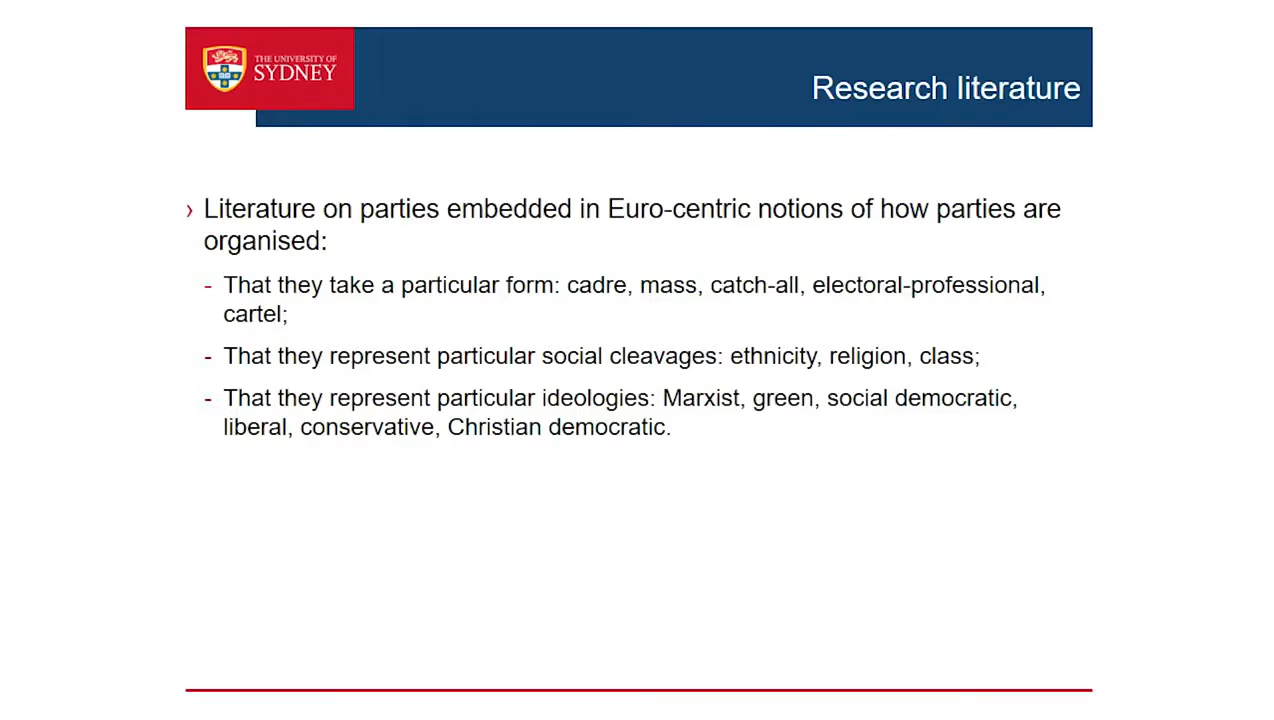 THE UNIVERSITY OF
SYDNEY
Research literature
› Literature on parties embedded in Euro-centric notions of how parties are
organised:
- That they take a particular form: cadre, mass, catch-all, electoral-professional,
cartel;
- That they represent particular social cleavages: ethnicity, religion, class;
- That they represent particular ideologies: Marxist, green, social democratic,
liberal, conservative, Christian democratic.